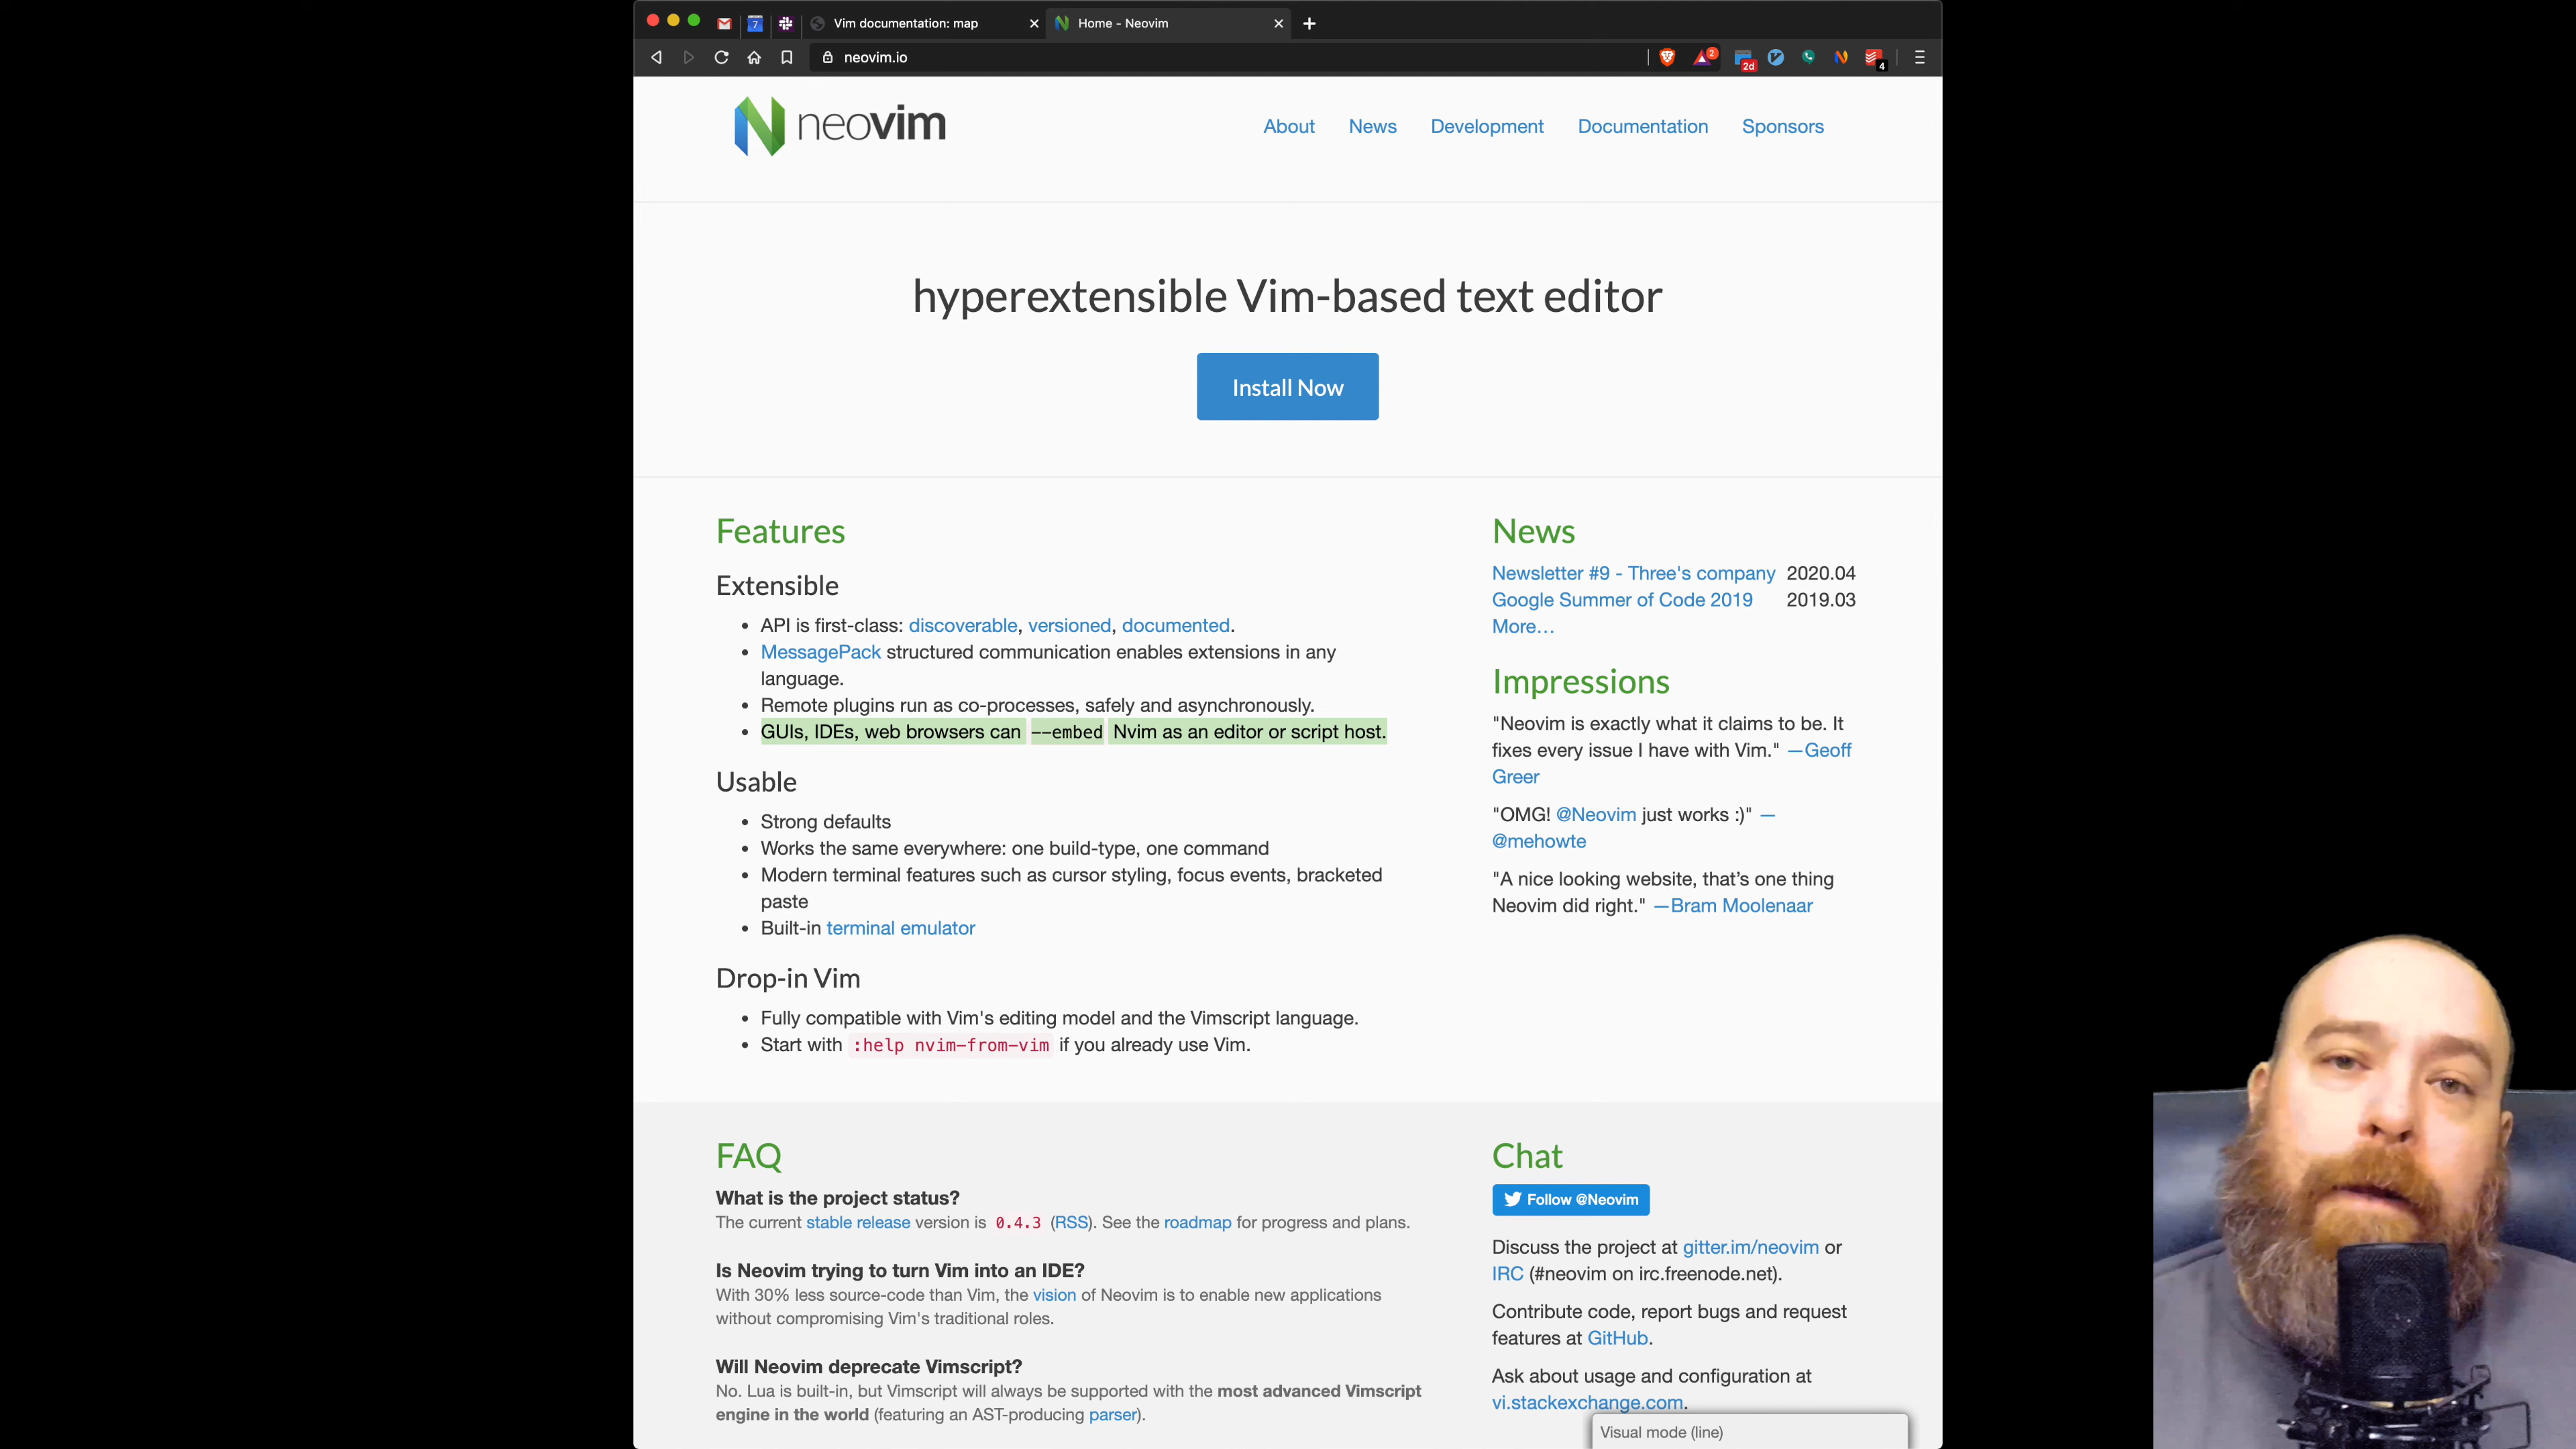 Vim documentation: map
Home - Neovim
7
neovim.io
2
2d
4
neovim
About News Development Documentation Sponsors
hyperextensible Vim-based text editor
Install Now
Features
Extensible
API is first-class: discoverable, versioned, documented.
MessagePack structured communication enables extensions in any
language.
Remote plugins run as co-processes, safely and asynchronously.
GUIs, IDEs, web browsers can --embed Nvim as an editor or script host.
Usable
Strong defaults
Works the same everywhere: one build-type, one command
Modern terminal features such as cursor styling, focus events, bracketed
paste
Built-in terminal emulator
Drop-in Vim
Fully compatible with Vim's editing model and the Vimscript language.
Start with :help nvim-from-vim if you already use Vim.
News
Newsletter #9 - Three's company 2020.04
Google Summer of Code 2019 2019.03
More…
Impressions
"Neovim is exactly what it claims to be. It
fixes every issue I have with Vim." —Geoff
Greer
"OMG! @Neovim just works :)" —
@mehowte
"A nice looking website, that’s one thing
Neovim did right." —Bram Moolenaar
FAQ
What is the project status?
The current stable release version is 0.4.3 (RSS). See the roadmap for progress and plans.
Is Neovim trying to turn Vim into an IDE?
With 30% less source-code than Vim, the vision of Neovim is to enable new applications
without compromising Vim's traditional roles.
Will Neovim deprecate Vimscript?
No. Lua is built-in, but Vimscript will always be supported with the most advanced Vimscript
engine in the world (featuring an AST-producing parser).
Chat
Follow @Neovim
Discuss the project at gitter.im/neovim or
IRC (#neovim on irc.freenode.net).
Contribute code, report bugs and request
features at GitHub.
Ask about usage and configuration at
vi.stackexchange.com.
Visual mode (line)